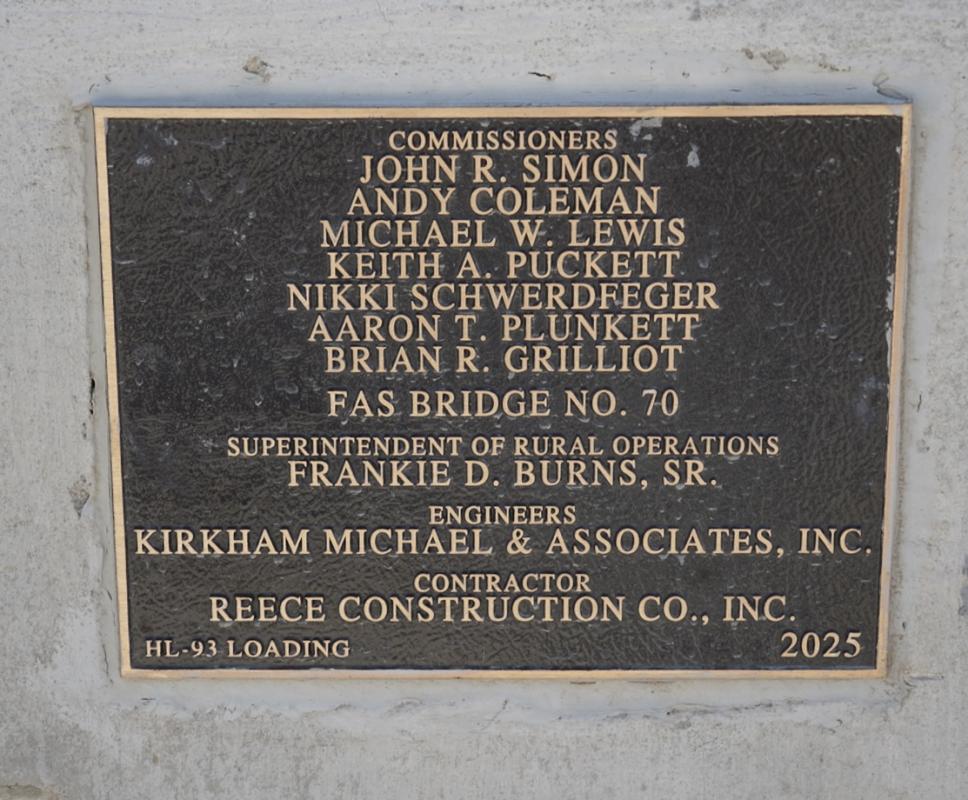 COMMISSIONERS
JOHN R. SIMON
ANDY COLEMAN
MICHAEL W. LEWIS
KEITH A. PUCKETT
NIKKI SCHWERDFEGER
AARON T. PLUNKETT
BRIAN R. GRILLIOT
FAS BRIDGE NO. 70
SUPERINTENDENT OF RURAL OPERATIONS
FRANKIE D. BURNS, SR.
ENGINEERS
KIRKHAM MICHAEL & ASSOCIATES, INC.
CONTRACTOR
REECE CONSTRUCTION CO., INC.
HL-93 LOADING 2025